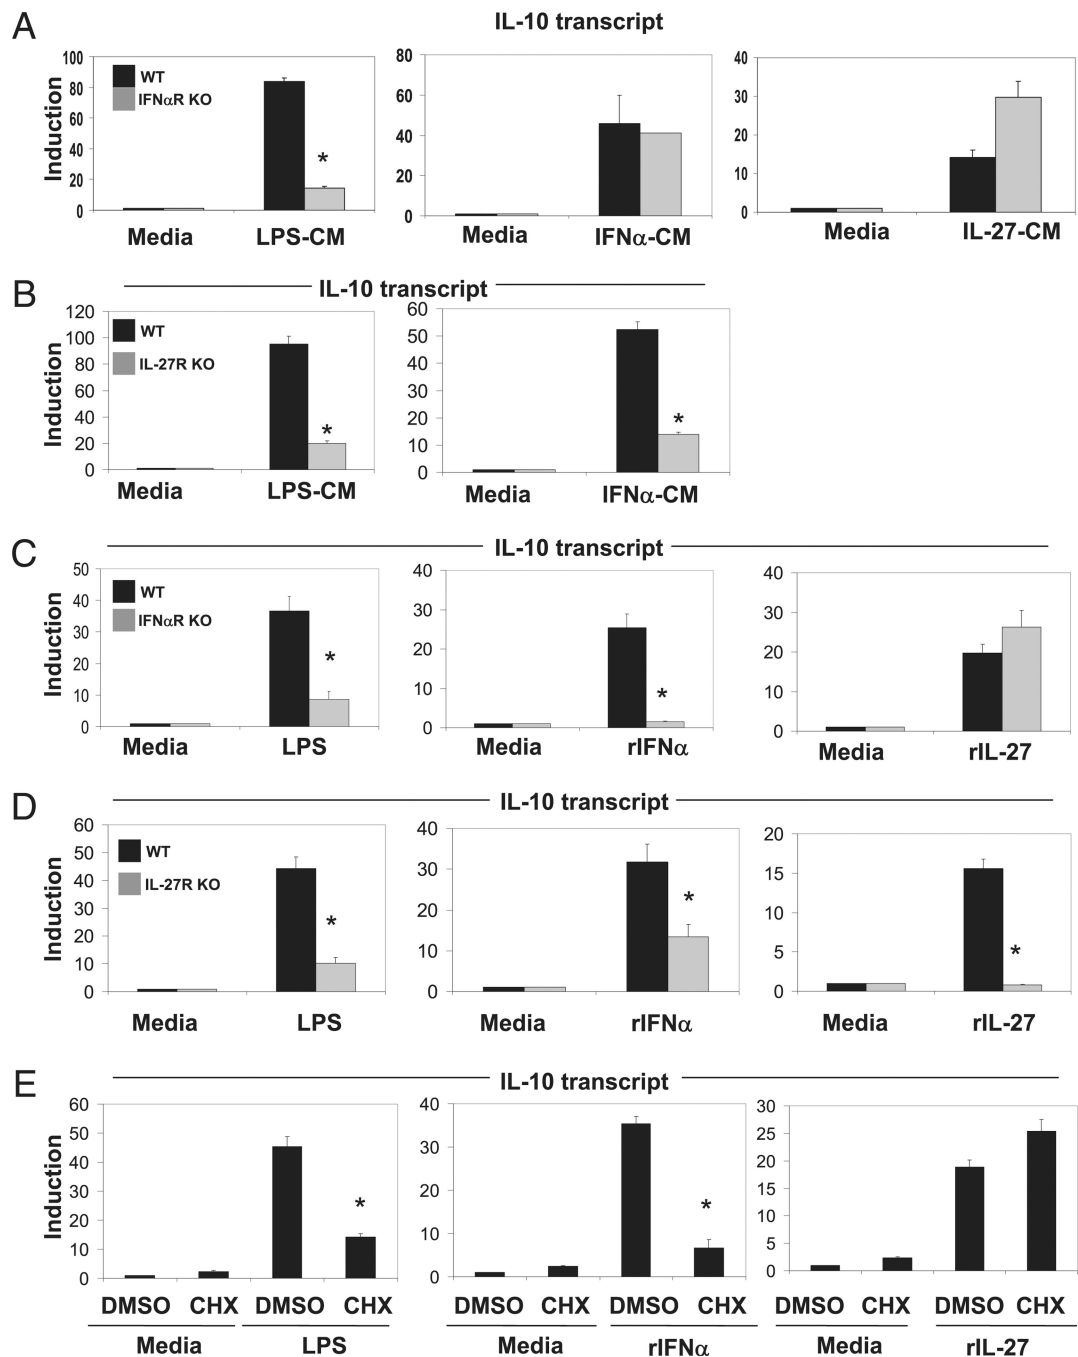 A
IL-10 transcript
Induction
100
80
60
40
20
0
WT
IFNαR KO
*
Media
LPS-CM
80
60
40
20
0
Media
IFNα-CM
40
30
20
10
0
Media
IL-27-CM
B
IL-10 transcript
Induction
120
100
80
60
40
20
0
WT
IL-27R KO
*
Media
LPS-CM
60
50
40
30
20
10
0
*
Media
IFNα-CM
C
IL-10 transcript
Induction
50
40
30
20
10
0
WT
IFNαR KO
*
Media
LPS
40
30
20
10
0
*
Media
rIFNα
40
30
20
10
0
Media
rIL-27
D
IL-10 transcript
Induction
60
50
40
30
20
10
0
WT
IL-27R KO
*
Media
LPS
40
30
20
10
0
*
Media
rIFNα
20
15
10
5
0
*
Media
rIL-27
E
IL-10 transcript
Induction
60
50
40
30
20
10
0
*
DMSO CHX DMSO CHX
Media LPS
40
30
20
10
0
*
DMSO CHX DMSO CHX
Media rIFNα
30
25
20
15
10
5
0
DMSO CHX DMSO CHX
Media rIL-27